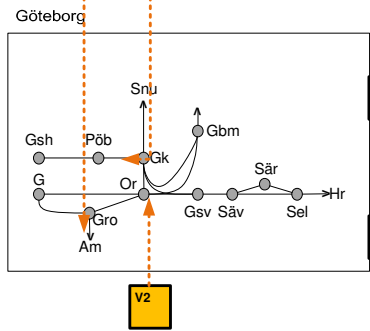 Göteborg
Snu
Gbm
Gsh
Pöb
Gk
Sär
G
Or
Hr
Gro
Gsv
Säv
Sel
Am
V2